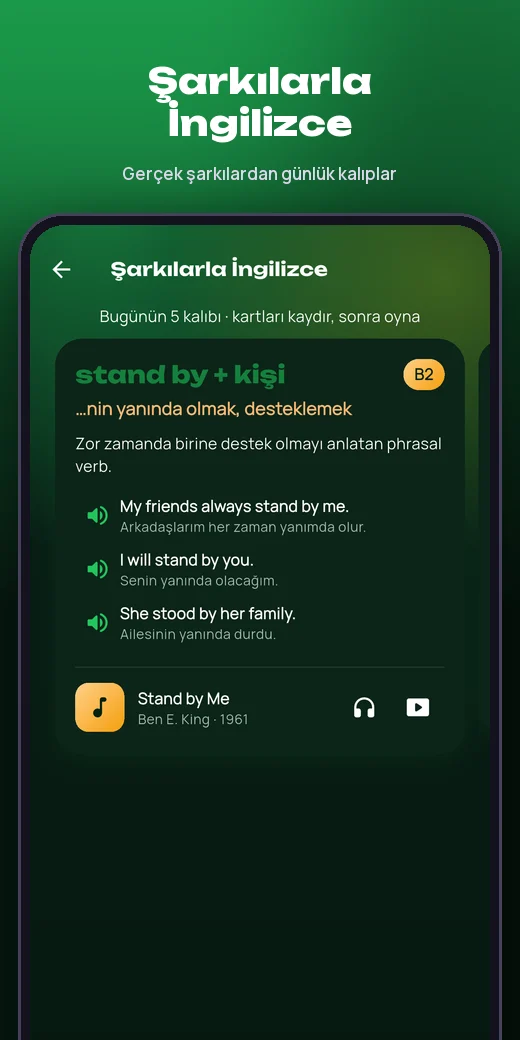 Şarkılarla
İngilizce
Gerçek şarkılardan günlük kalıplar
Şarkılarla İngilizce
Bugünün 5 kalıbı · kartları kaydır, sonra oyna
stand by + kişi
B2
…nin yanında olmak, desteklemek
Zor zamanda birine destek olmayı anlatan phrasal
verb.
My friends always stand by me.
Arkadaşlarım her zaman yanımda olur.
I will stand by you.
Senin yanında olacağım.
She stood by her family.
Ailesinin yanında durdu.
Stand by Me
Ben E. King · 1961